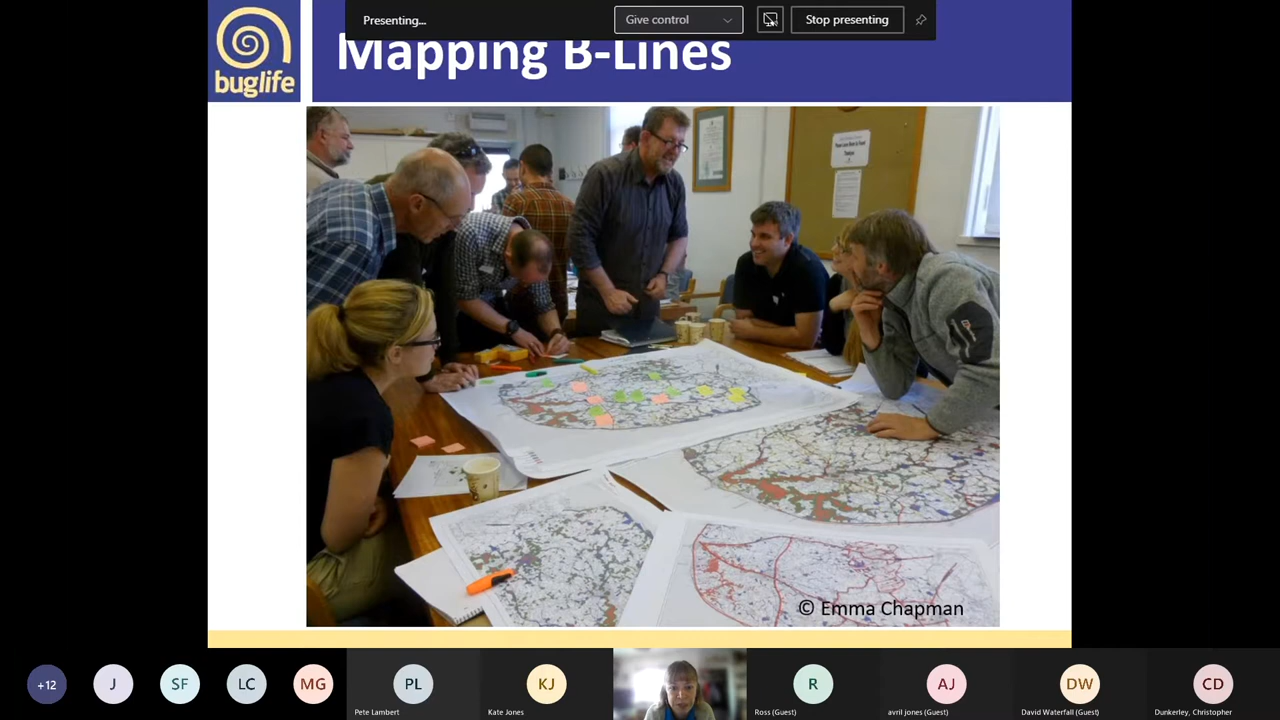 Presenting...
Give control
Stop presenting
buglife
Mapping B-Lines
© Emma Chapman
+12
J
SF
LC
MG
PL
KJ
R
AJ
DW
CD
Pete Lambert
Kate Jones
Ross (Guest)
avril jones (Guest)
David Waterfall (Guest)
Dunkerley, Christopher